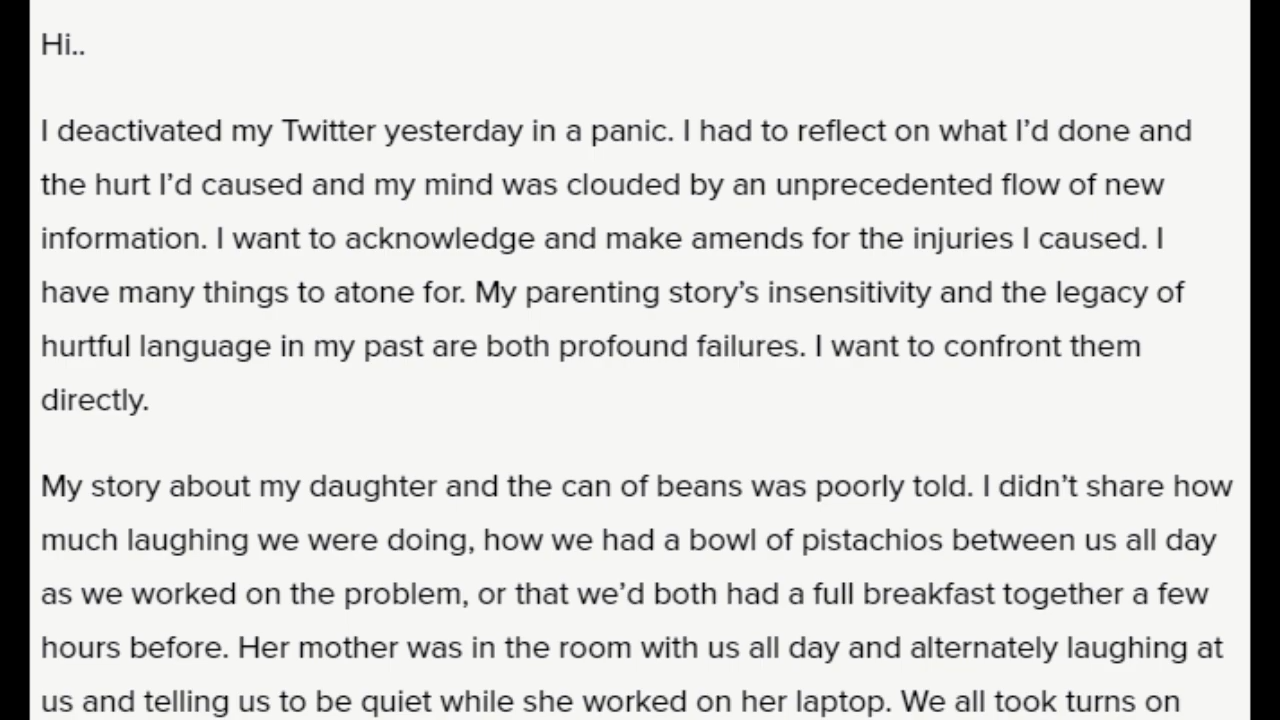 Hi..
I deactivated my Twitter yesterday in a panic. I had to reflect on what I’d done and
the hurt I’d caused and my mind was clouded by an unprecedented flow of new
information. I want to acknowledge and make amends for the injuries I caused. I
have many things to atone for. My parenting story’s insensitivity and the legacy of
hurtful language in my past are both profound failures. I want to confront them
directly.
My story about my daughter and the can of beans was poorly told. I didn’t share how
much laughing we were doing, how we had a bowl of pistachios between us all day
as we worked on the problem, or that we’d both had a full breakfast together a few
hours before. Her mother was in the room with us all day and alternately laughing at
us and telling us to be quiet while she worked on her laptop. We all took turns on